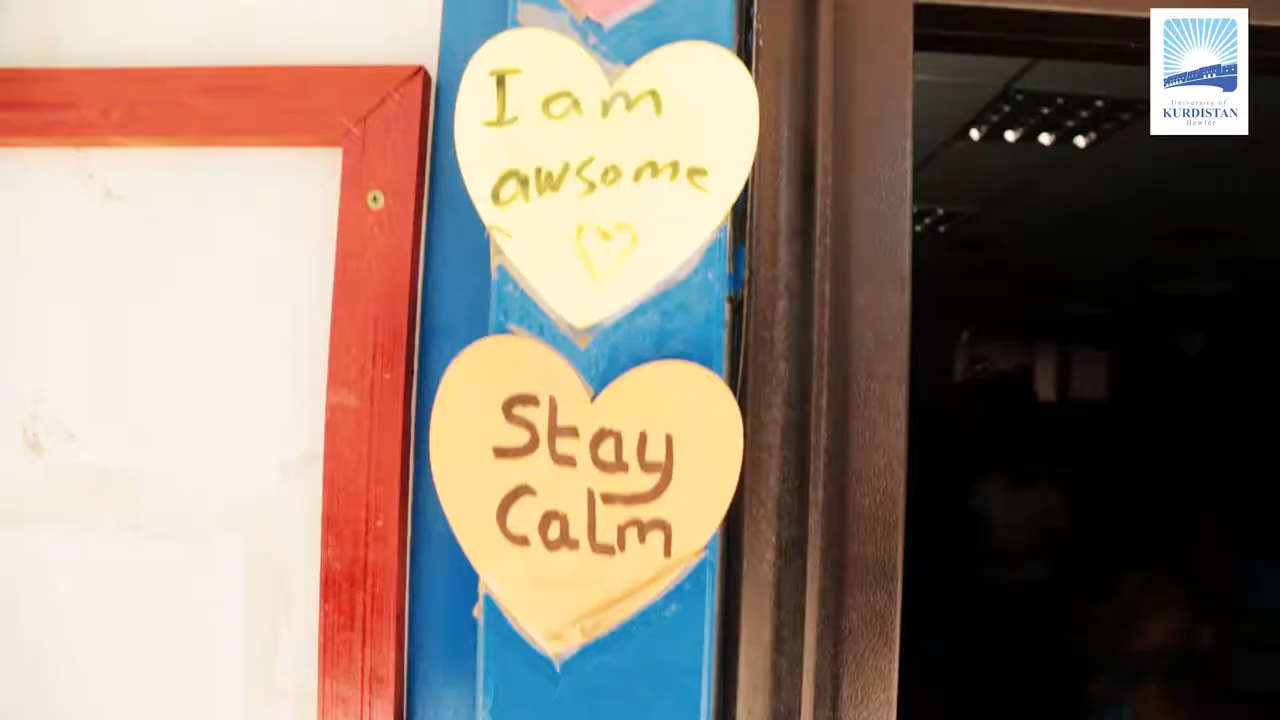 I am
awsome
Stay
Calm
University of
KURDISTAN
Hewlêr